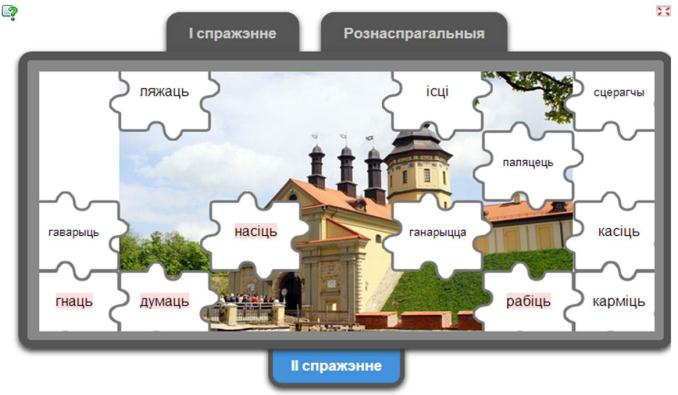 І спражэнне
Рознаспрагальныя
ляжаць
ісці
сцерагчы
паляцець
гаварыць
насіць
ганарыцца
касіць
гнаць
думаць
рабіць
карміць
ІІ спражэнне